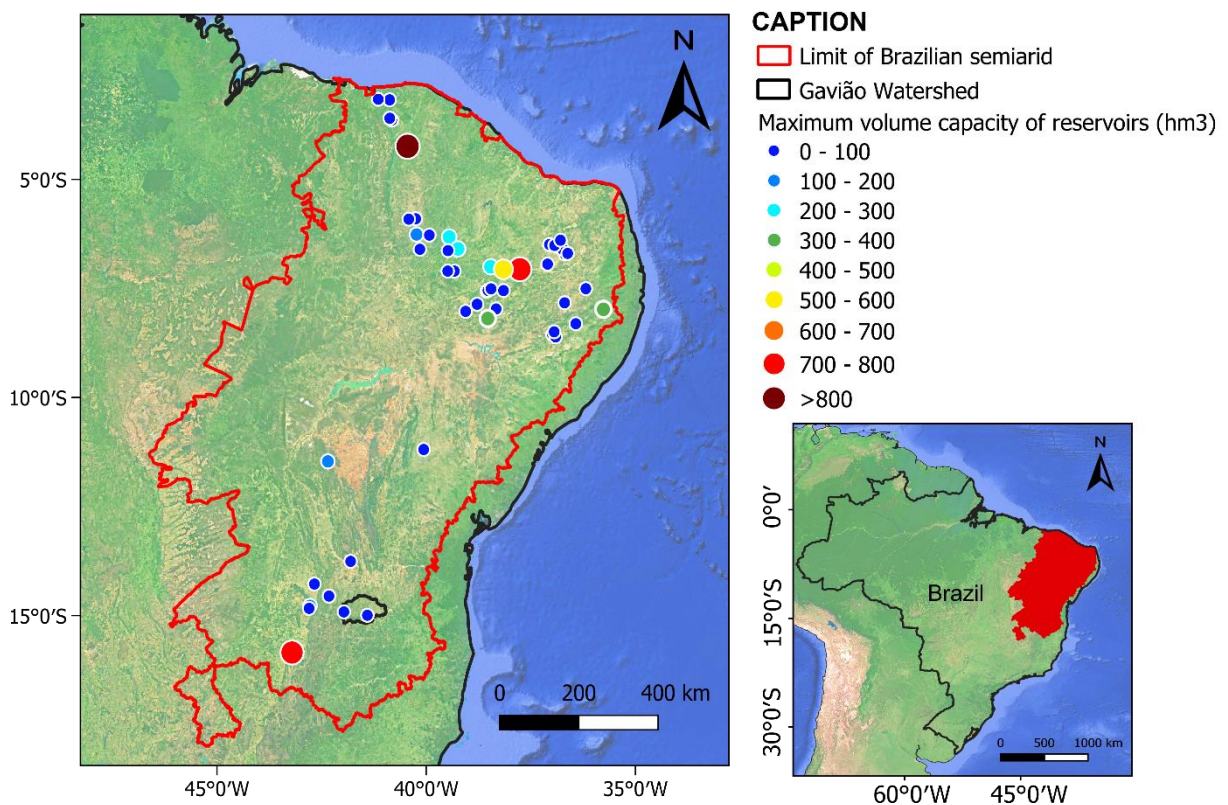 N
5°0'S
10°0'S
15°0'S
45°0'W
40°0'W
35°0'W
0 200 400 km
CAPTION
Limit of Brazilian semiarid
Gavião Watershed
Maximum volume capacity of reservoirs (hm3)
0 - 100
100 - 200
200 - 300
300 - 400
400 - 500
500 - 600
600 - 700
700 - 800
>800
N
0°0'
15°0'S
30°0'S
Brazil
0 500 1000 km
60°0'W
45°0'W